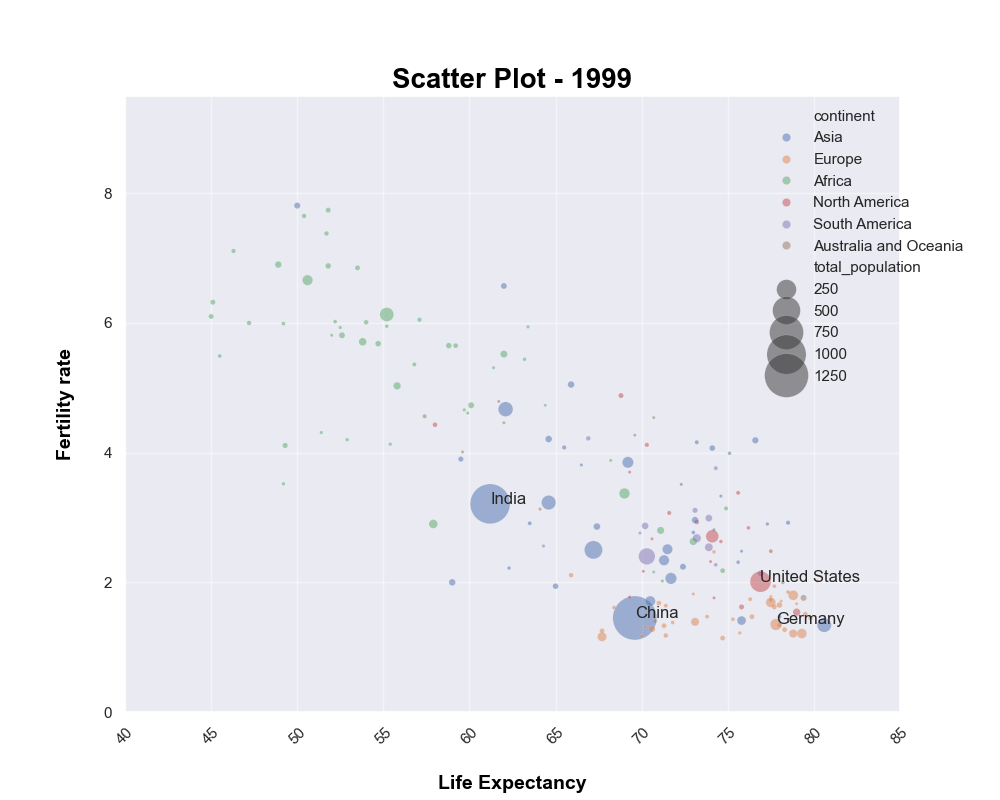 Scatter Plot - 1999
continent
Asia
Europe
Africa
North America
South America
Australia and Oceania
total_population
250
500
750
1000
1250
8
6
4
2
0
Fertility rate
India
United States
China
Germany
40 45 50 55 60 65 70 75 80 85
Life Expectancy